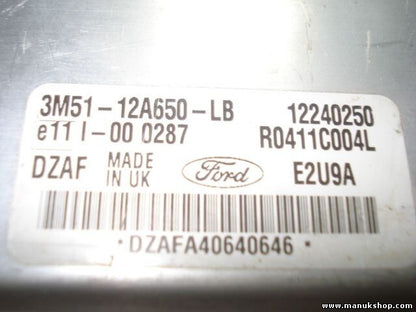 3M51-12A650-LB 12240250
e11 I-00 0287 R0411C004L
DZAF MADE IN UK Ford E2U9A
*DZAFA40640646*
www.manukshop.com